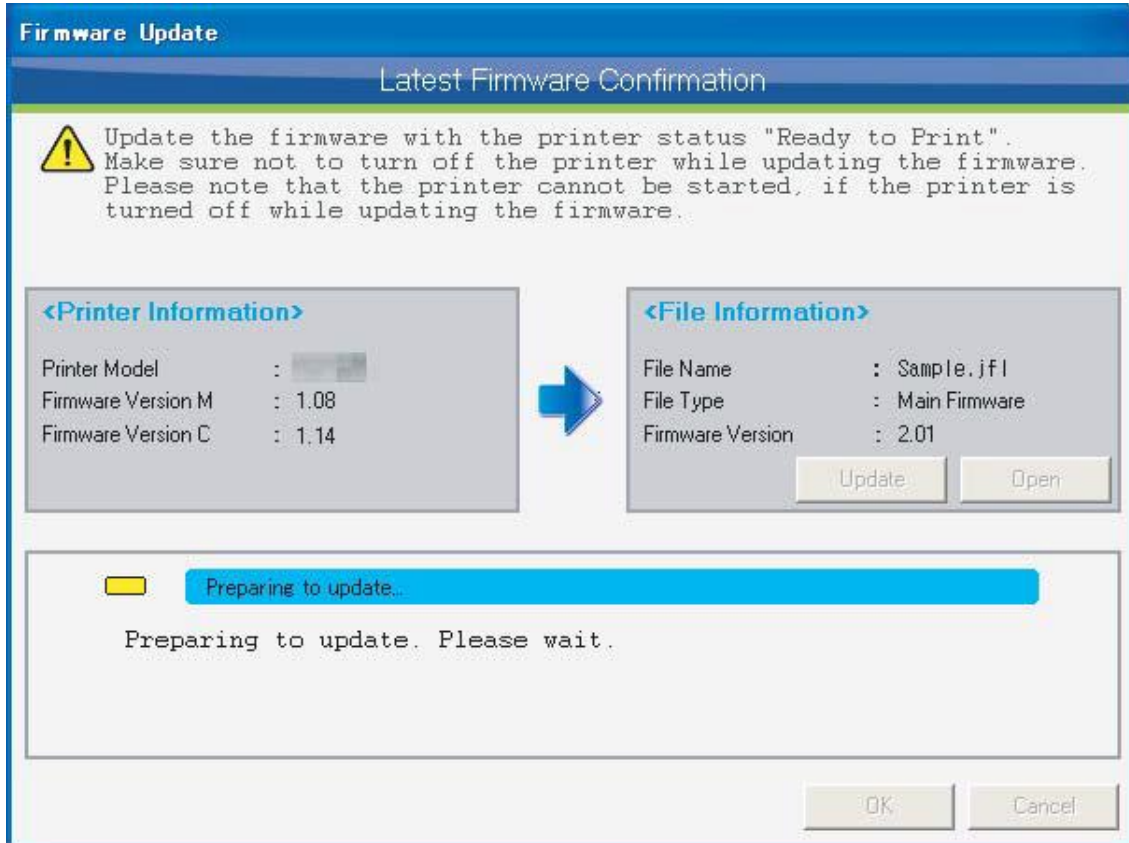 Firmware Update
Latest Firmware Confirmation
Update the firmware with the printer status "Ready to Print".
Make sure not to turn off the printer while updating the firmware.
Please note that the printer cannot be started, if the printer is
turned off while updating the firmware.
<Printer Information>
Printer Model :
Firmware Version M : 1.08
Firmware Version C : 1.14
<File Information>
File Name : Sample.jfl
File Type : Main Firmware
Firmware Version : 2.01
Update Open
Preparing to update...
Preparing to update. Please wait.
OK Cancel